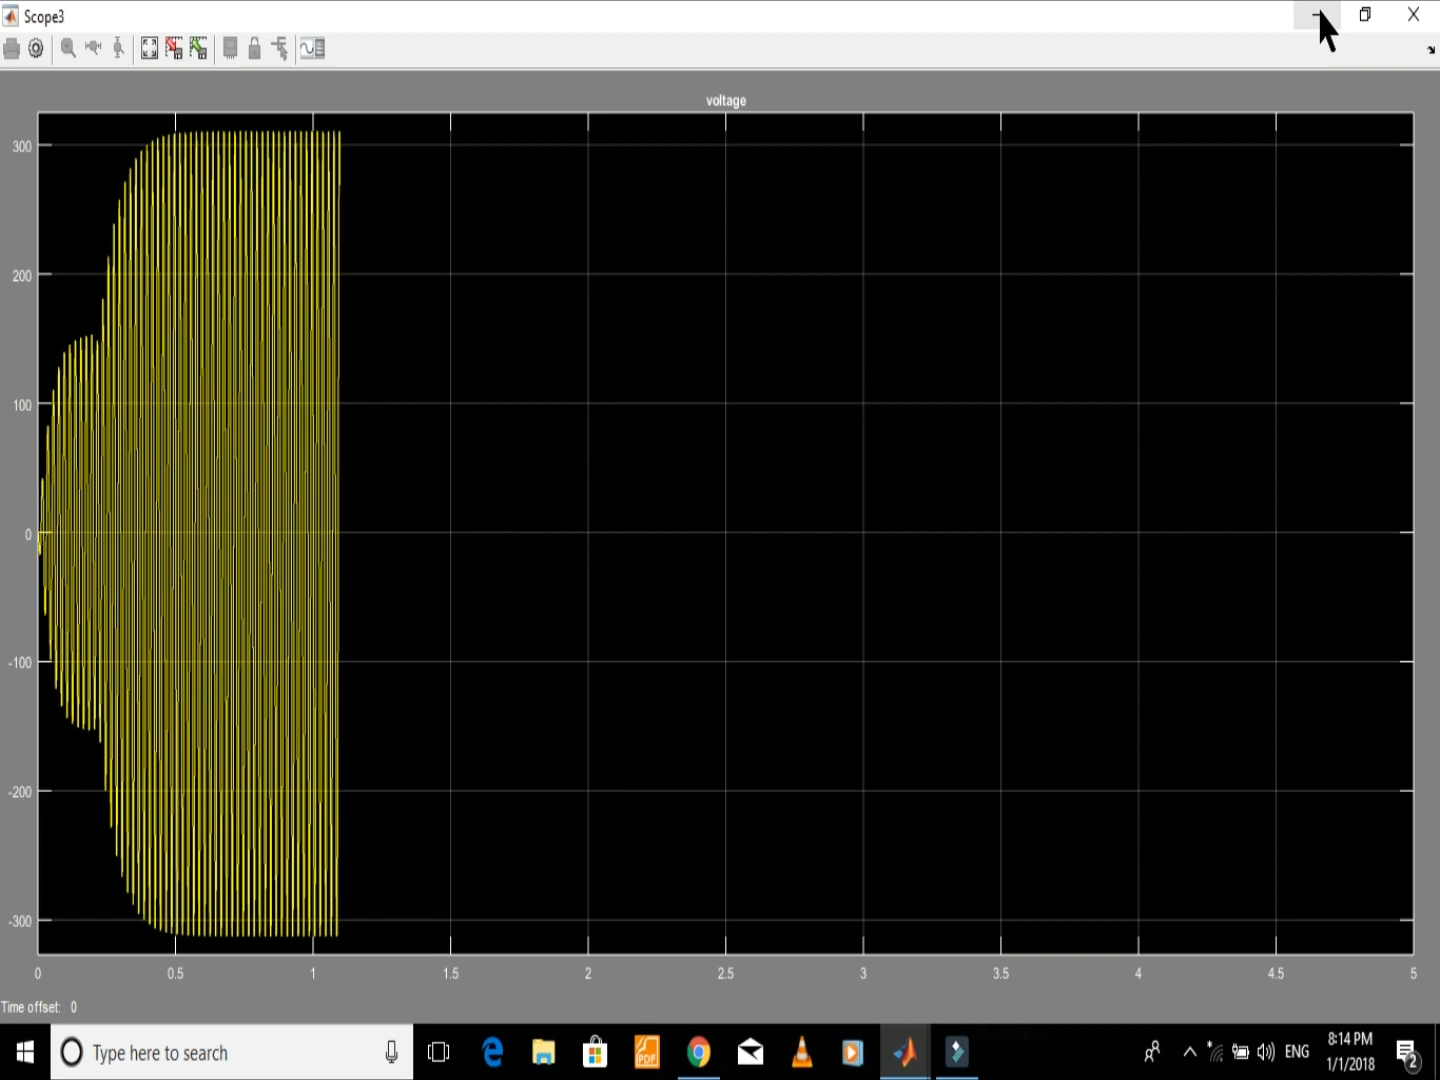 Scope3
voltage
300
200
100
0
-100
-200
-300
0 0.5 1 1.5 2 2.5 3 3.5 4 4.5 5
Time offset: 0
Type here to search
PDF
ENG
8:14 PM
1/1/2018
2